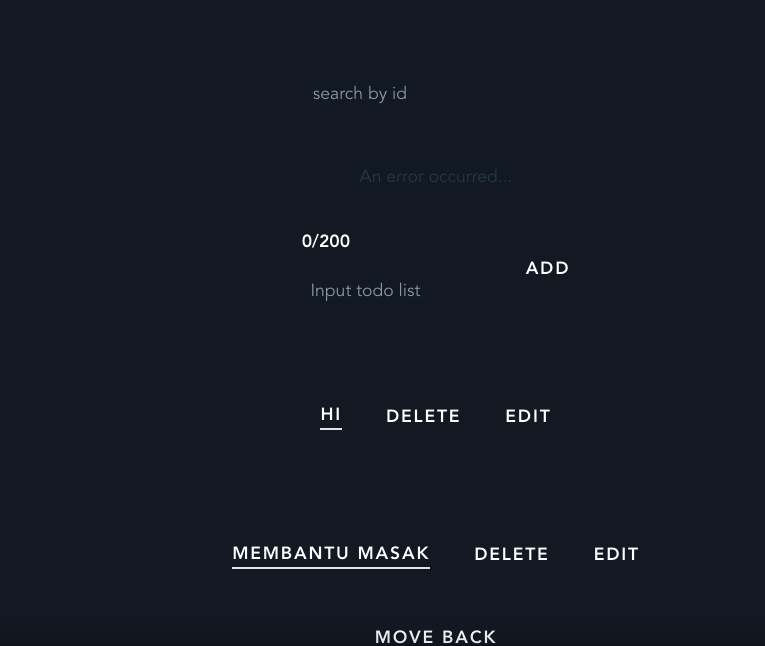 search by id
An error occurred...
0/200
ADD
Input todo list
HI DELETE EDIT
MEMBANTU MASAK DELETE EDIT
MOVE BACK